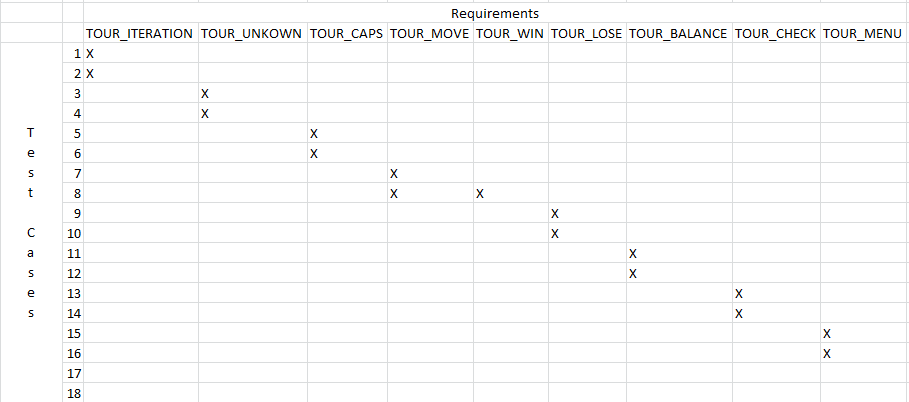 Requirements
TOUR_ITERATION TOUR_UNKOWN TOUR_CAPS TOUR_MOVE TOUR_WIN TOUR_LOSE TOUR_BALANCE TOUR_CHECK TOUR_MENU
1 X
2 X
3 X
4 X
T 5 X
e 6 X
s 7 X
t 8 X X
9 X
C 10 X
a 11 X
s 12 X
e 13 X
s 14 X
15 X
16 X
17
18